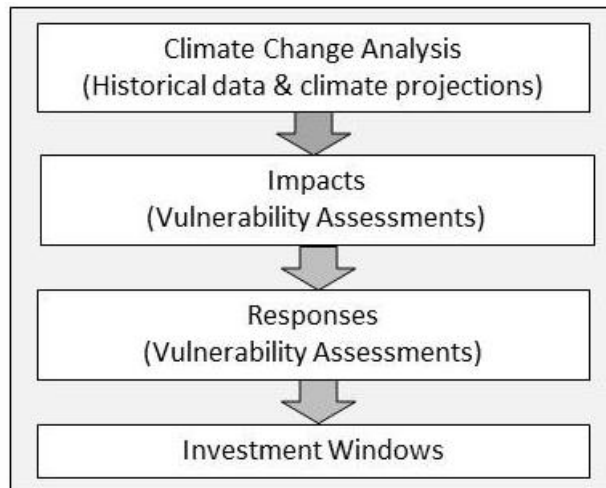 Climate Change Analysis
(Historical data & climate projections)
Impacts
(Vulnerability Assessments)
Responses
(Vulnerability Assessments)
Investment Windows